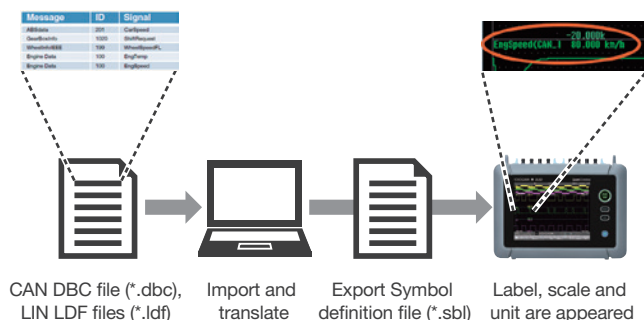 Message ID Signal
ABSdata 201 CarSpeed
GearBoxInfo 1020 ShiftRequest
WheelInfoIEEE 199 WheelSpeedFL
Engine Data 100 EngTemp
Engine Data 100 EngSpeed
-20.000k
EngSpeed(CAN_) 80.000 km/h
CAN DBC file (*.dbc),
LIN LDF files (*.ldf)
Import and
translate
Export Symbol
definition file (*.sbl)
Label, scale and
unit are appeared